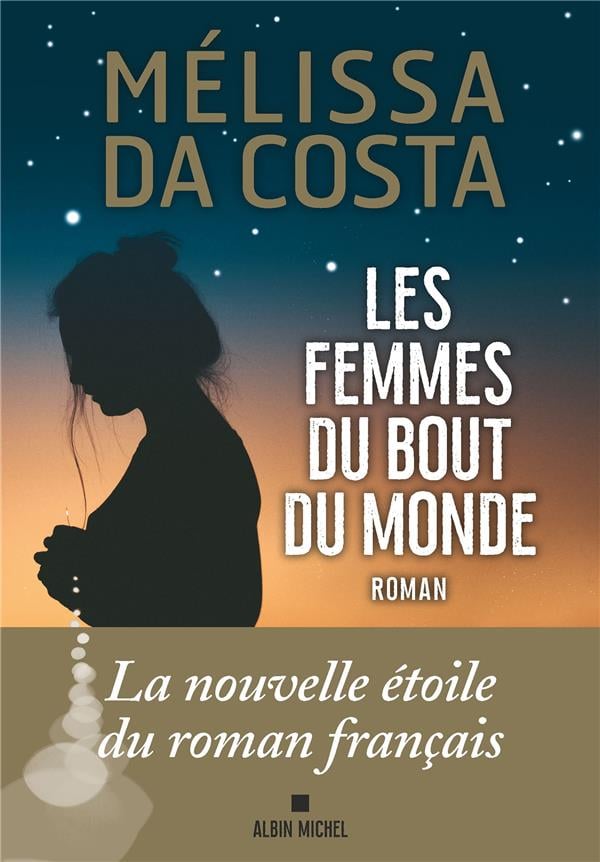 MÉLISSA
DA COSTA
LES
FEMMES
DU BOUT
DU MONDE
ROMAN
La nouvelle étoile
du roman français
ALBIN MICHEL